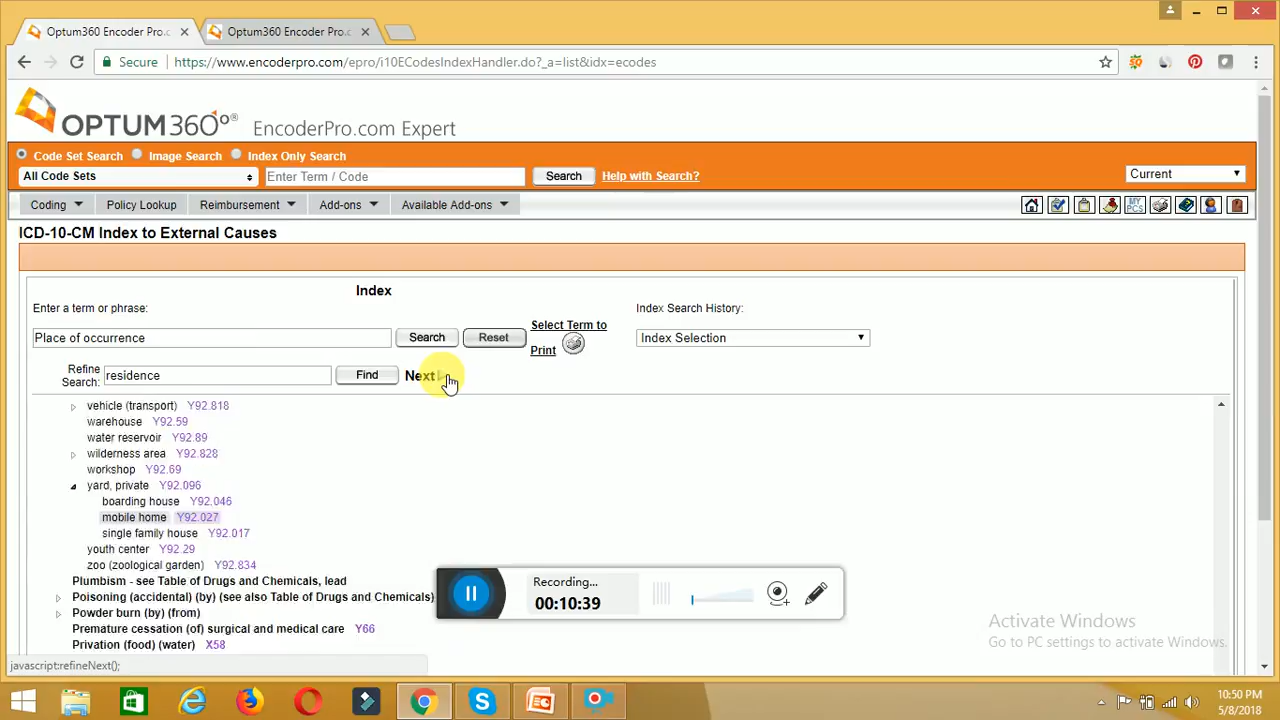 Optum360 Encoder Pro.c
Optum360 Encoder Pro.c
Secure
https://www.encoderpro.com/epro/i10ECodesIndexHandler.do?_a=list&idx=ecodes
OPTUM360°® EncoderPro.com Expert
Code Set Search Image Search Index Only Search
All Code Sets Enter Term / Code Search Help with Search? Current
Coding Policy Lookup Reimbursement Add-ons Available Add-ons MY PCS
ICD-10-CM Index to External Causes
Index
Enter a term or phrase: Index Search History:
Place of occurrence Search Reset Select Term to Print Index Selection
Refine Search: residence Find Next
vehicle (transport) Y92.818
warehouse Y92.59
water reservoir Y92.89
wilderness area Y92.828
workshop Y92.69
yard, private Y92.096
boarding house Y92.046
mobile home Y92.027
single family house Y92.017
youth center Y92.29
zoo (zoological garden) Y92.834
Plumbism - see Table of Drugs and Chemicals, lead
Poisoning (accidental) (by) (see also Table of Drugs and Chemicals)
Powder burn (by) (from)
Premature cessation (of) surgical and medical care Y66
Privation (food) (water) X58
Recording...
00:10:39
Activate Windows
Go to PC settings to activate Windows.
javascript:refineNext();
10:50 PM
5/8/2018